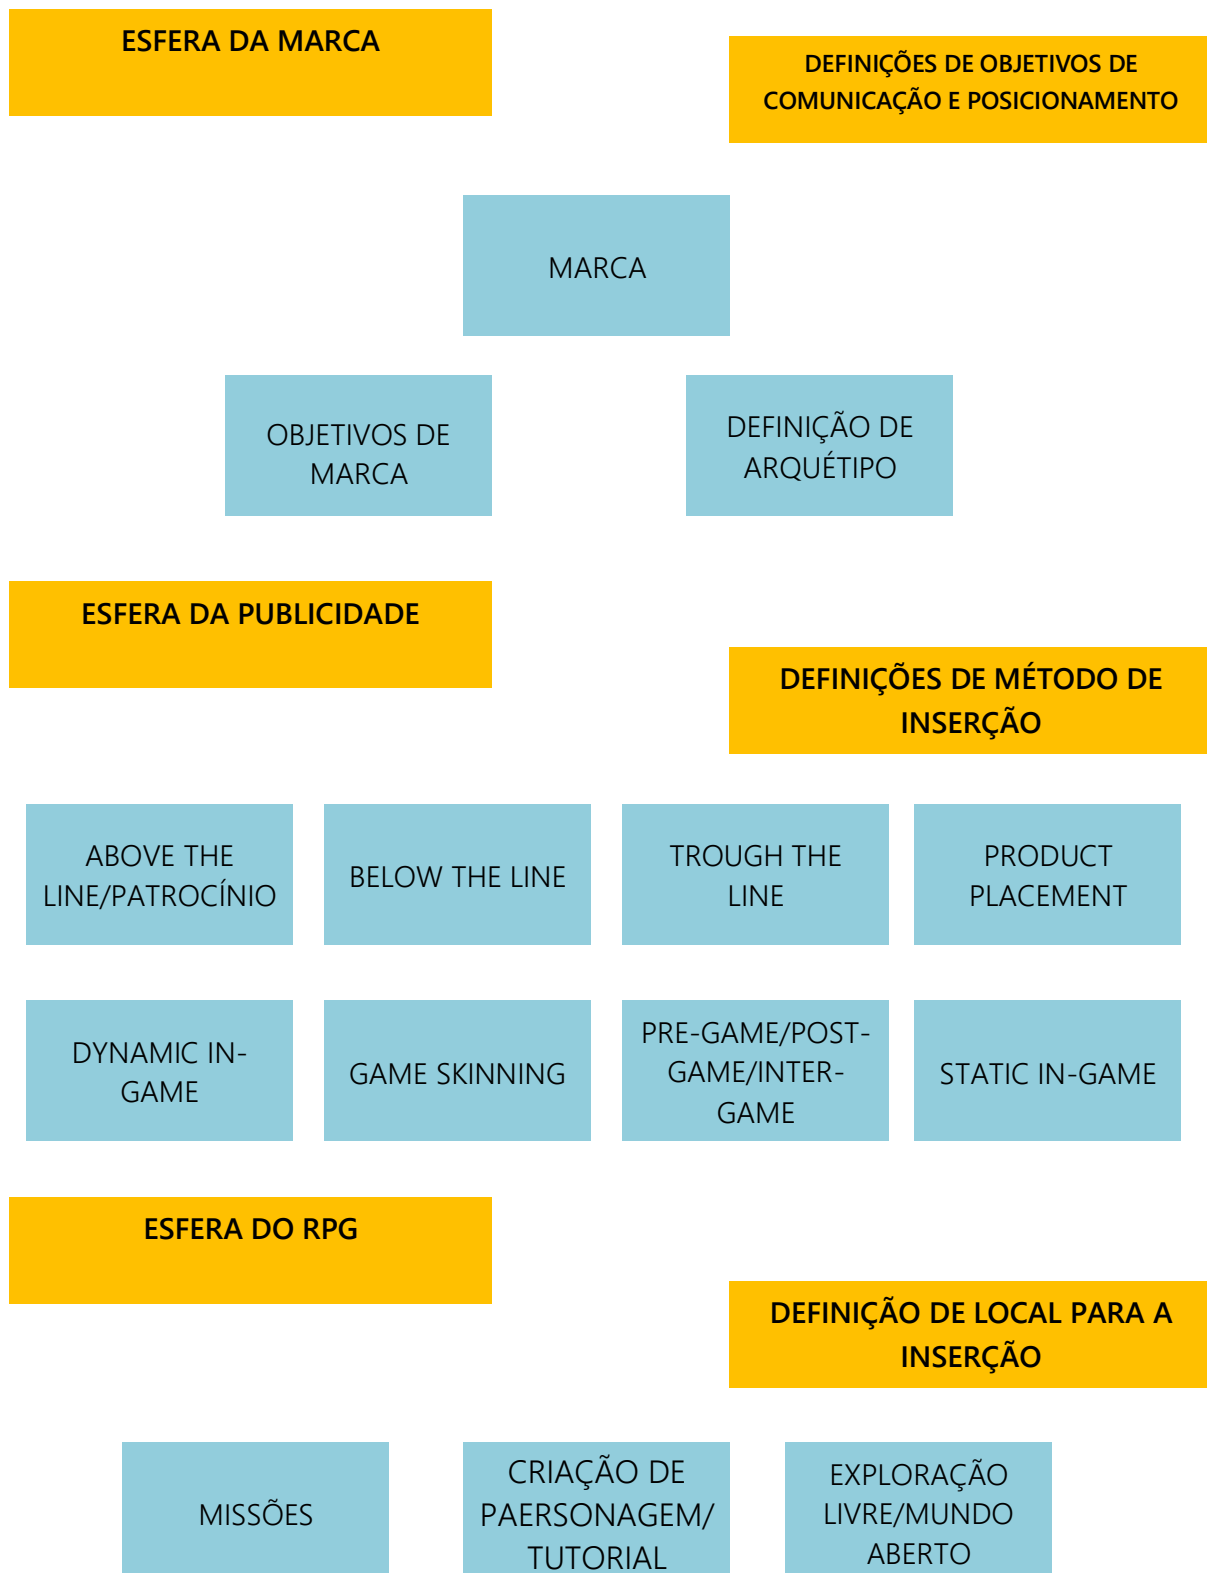 ESFERA DA MARCA
DEFINIÇÕES DE OBJETIVOS DE
COMUNICAÇÃO E POSICIONAMENTO
MARCA
OBJETIVOS DE
MARCA
DEFINIÇÃO DE
ARQUÉTIPO
ESFERA DA PUBLICIDADE
DEFINIÇÕES DE MÉTODO DE
INSERÇÃO
ABOVE THE
LINE/PATROCÍNIO
BELOW THE LINE
TROUGH THE
LINE
PRODUCT
PLACEMENT
DYNAMIC IN-
GAME
GAME SKINNING
PRE-GAME/POST-
GAME/INTER-
GAME
STATIC IN-GAME
ESFERA DO RPG
DEFINIÇÃO DE LOCAL PARA A
INSERÇÃO
MISSÕES
CRIAÇÃO DE
PAERSONAGEM/
TUTORIAL
EXPLORAÇÃO
LIVRE/MUNDO
ABERTO